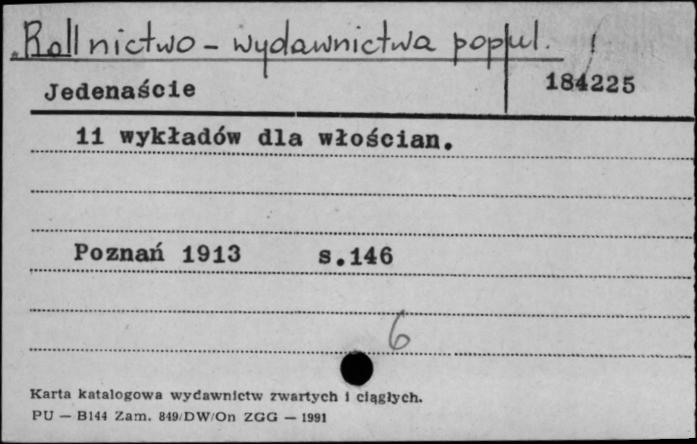 Rollnictwo - wydawnictwa popul.
Jedenaście 184225
11 wykładów dla włościan.
Poznań 1913 s.146
6
Karta katalogowa wydawnictw zwartych i ciągłych.
PU — B144 Zam. 849/DW/On ZGG — 1991